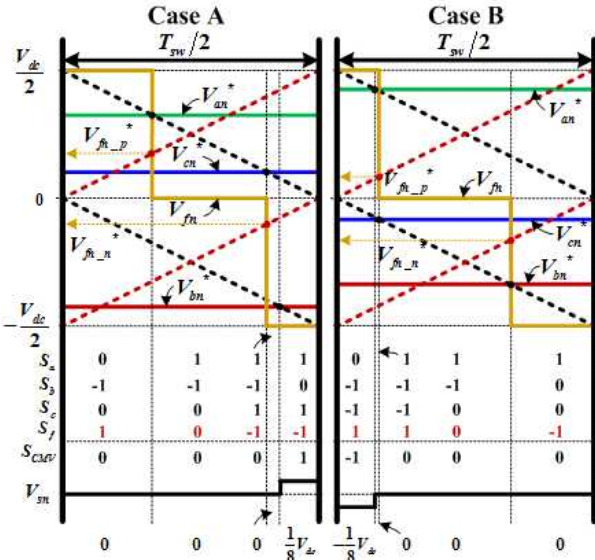 Case A Case B
T_sw/2 T_sw/2
V_dc/2
V_an* V_an*
V_fn_p* V_cn* V_fn_p* V_fn
0
V_fn V_cn*
V_fn_n* V_fn_n* V_bn*
V_bn*
-V_dc/2
S_a 0 1 1 1 0 1 1 1
S_b -1 -1 -1 0 -1 -1 -1 0
S_c 0 0 1 1 -1 -1 0 0
S_f 1 0 -1 -1 1 1 0 -1
S_CMV 0 0 0 1 -1 0 0 0
V_sn
0 0 0 1/8 V_dc -1/8 V_dc 0 0 0